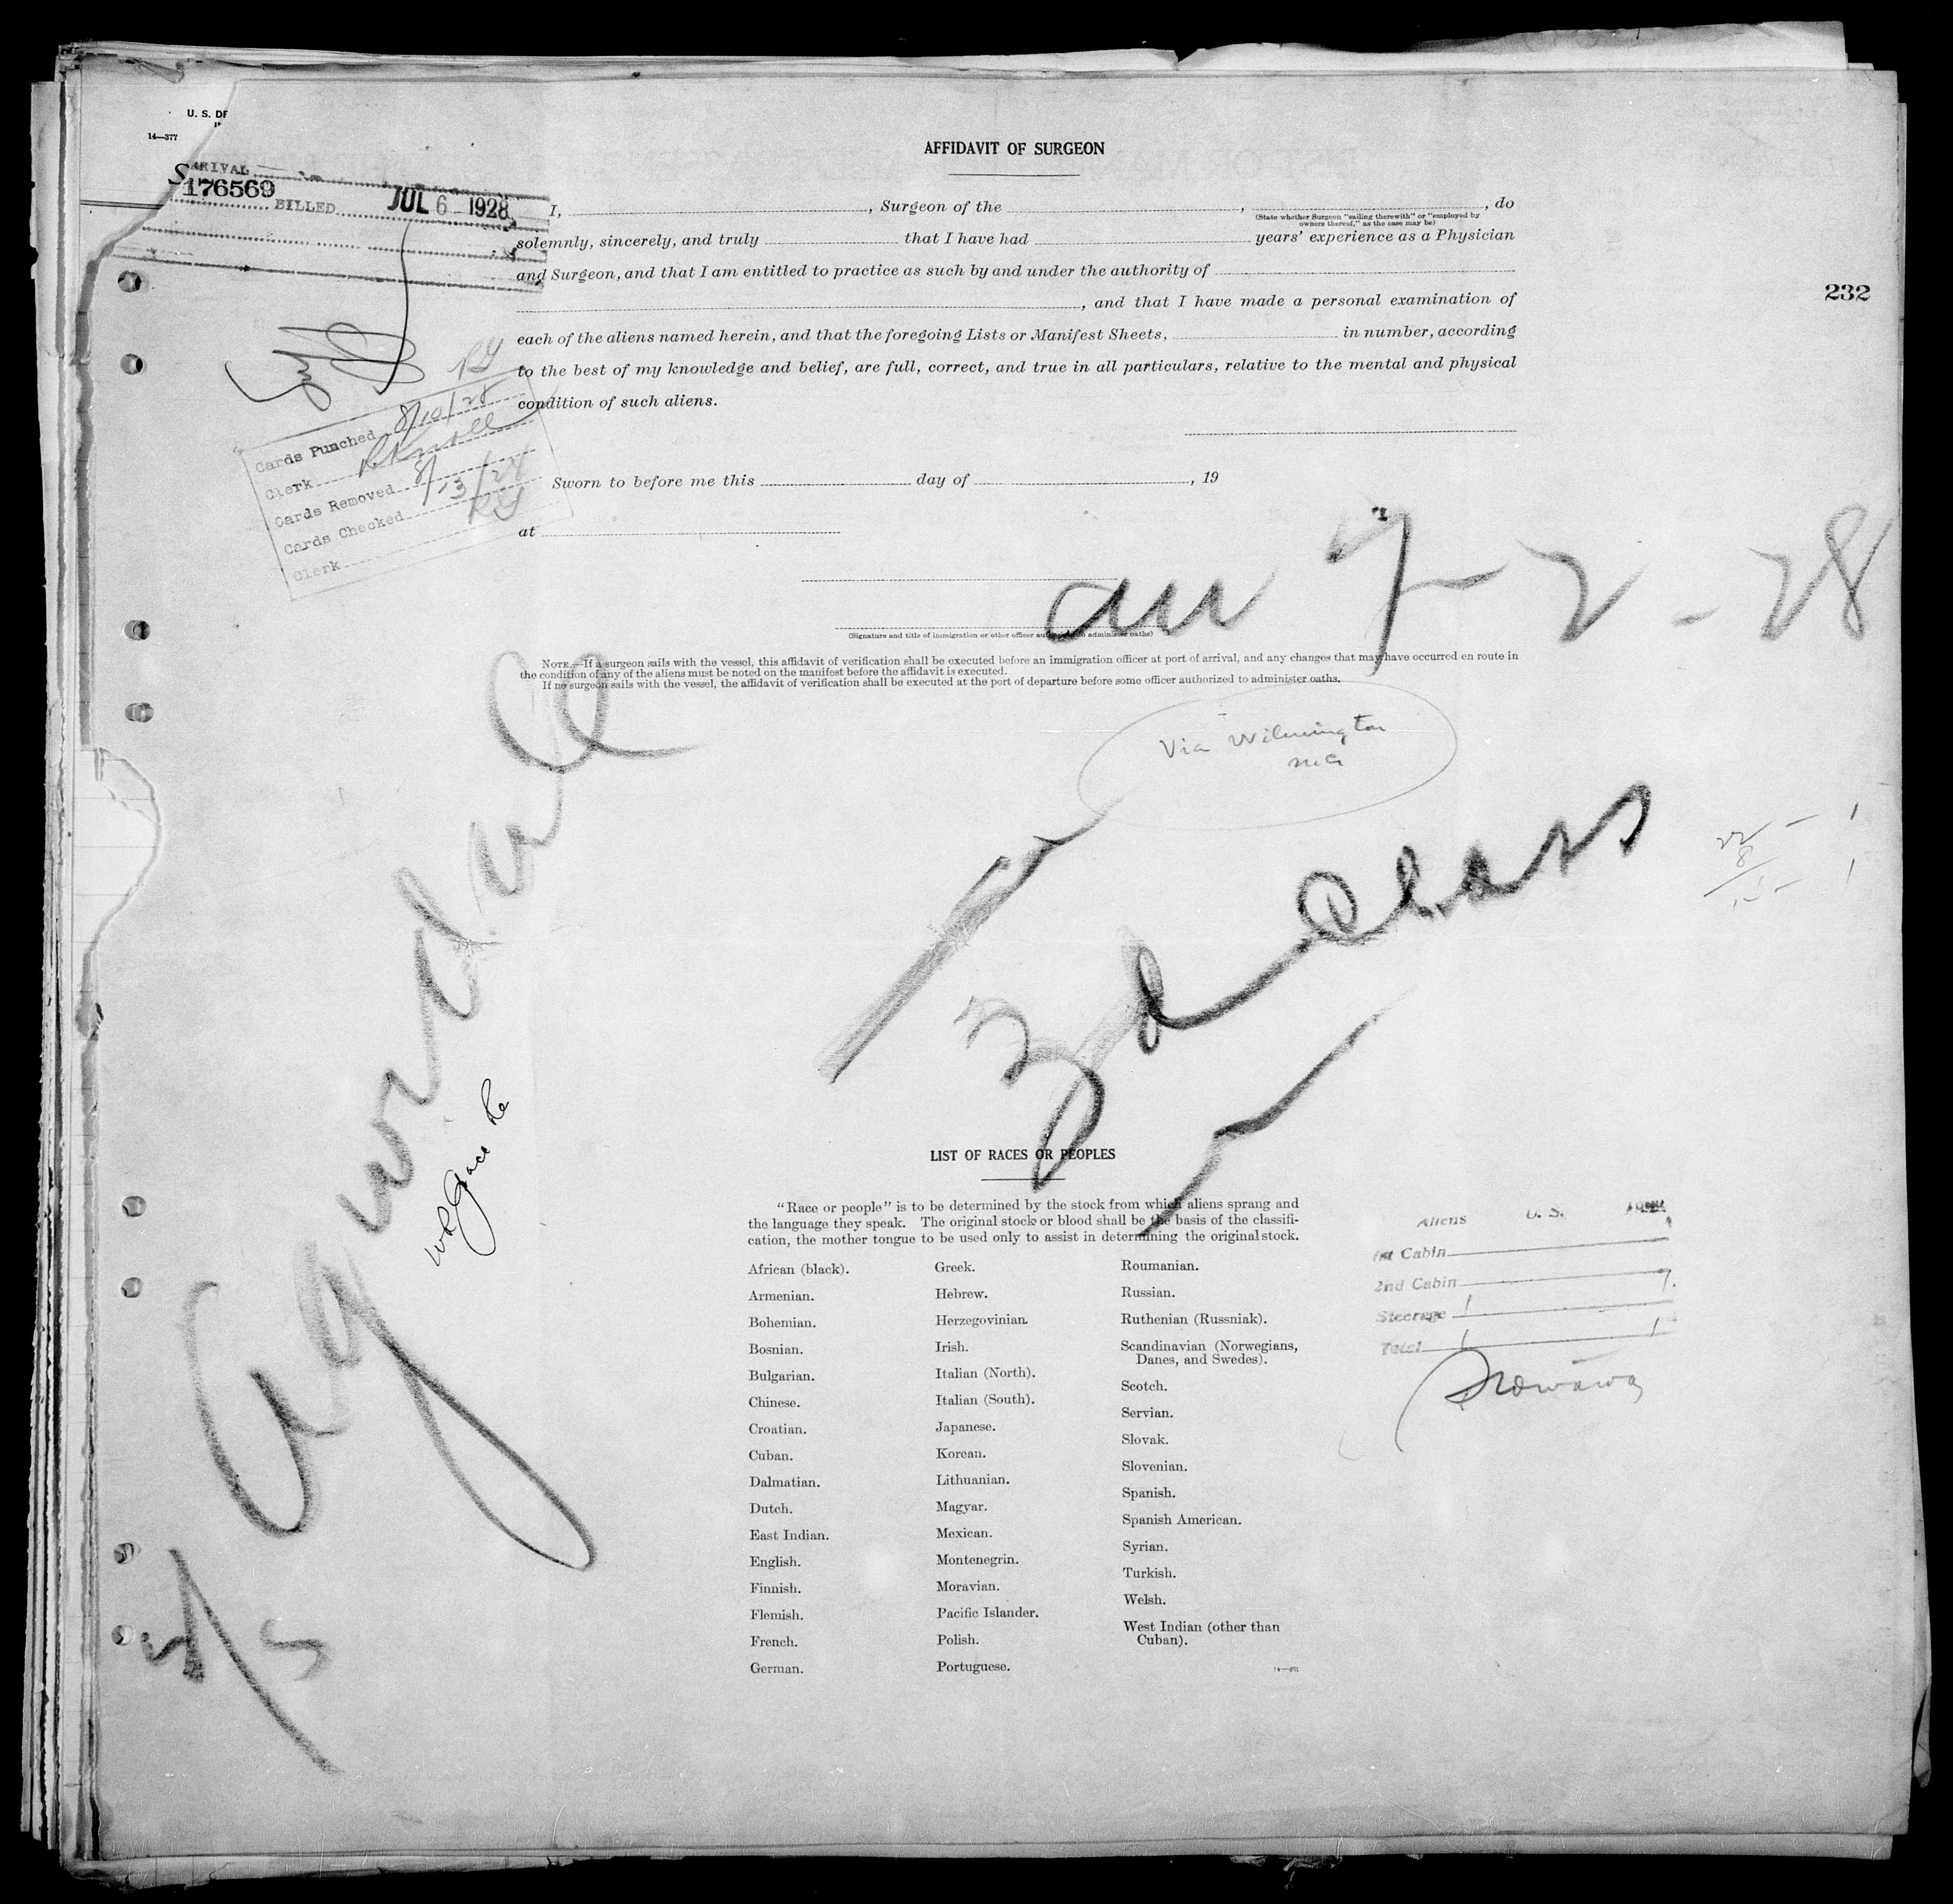 U. S. DE
14—377
ARRIVAL
S 176569
BILLED JUL 6 1928
AFFIDAVIT OF SURGEON
I, , Surgeon of the , , do
(State whether Surgeon "sailing therewith" or "employed by
owners thereof," as the case may be)
solemnly, sincerely, and truly that I have had years' experience as a Physician
and Surgeon, and that I am entitled to practice as such by and under the authority of
, and that I have made a personal examination of
232
each of the aliens named herein, and that the foregoing Lists or Manifest Sheets, in number, according
to the best of my knowledge and belief, are full, correct, and true in all particulars, relative to the mental and physical
condition of such aliens.
RY
Cards Punched 8/10/28
Clerk
Cards Removed 8/13/28
Cards Checked RY
Clerk
Sworn to before me this day of , 19
at
arr 7-2-28
(Signature and title of immigration or other officer authorized to administer oaths)
NOTE.—If a surgeon sails with the vessel, this affidavit of verification shall be executed before an immigration officer at port of arrival, and any changes that may have occurred en route in
the condition of any of the aliens must be noted on the manifest before the affidavit is executed.
If no surgeon sails with the vessel, the affidavit of verification shall be executed at the port of departure before some officer authorized to administer oaths.
Via Wilmington
3d Class
S/S Agwidale
W R Grace
LIST OF RACES OR PEOPLES
"Race or people" is to be determined by the stock from which aliens sprang and
the language they speak. The original stock or blood shall be the basis of the classifi-
cation, the mother tongue to be used only to assist in determining the original stock.
African (black).
Armenian.
Bohemian.
Bosnian.
Bulgarian.
Chinese.
Croatian.
Cuban.
Dalmatian.
Dutch.
East Indian.
English.
Finnish.
Flemish.
French.
German.
Greek.
Hebrew.
Herzegovinian.
Irish.
Italian (North).
Italian (South).
Japanese.
Korean.
Lithuanian.
Magyar.
Mexican.
Montenegrin.
Moravian.
Pacific Islander.
Polish.
Portuguese.
Roumanian.
Russian.
Ruthenian (Russniak).
Scandinavian (Norwegians,
Danes, and Swedes).
Scotch.
Servian.
Slovak.
Slovenian.
Spanish.
Spanish American.
Syrian.
Turkish.
Welsh.
West Indian (other than
Cuban).
Aliens U. S. Total
1st Cabin
2nd Cabin
Steerage 1
Total 1 1
Stowaway